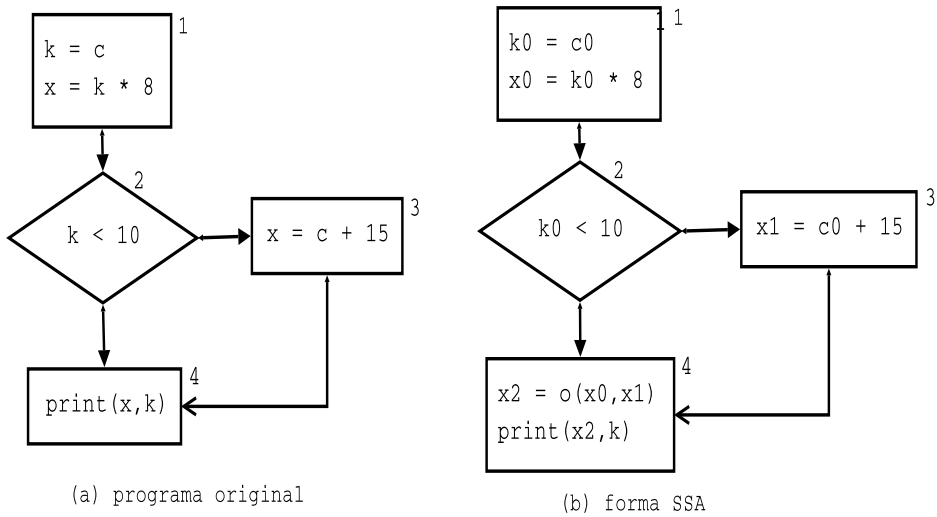 1
k = c
x = k * 8
2
k < 10
3
x = c + 15
4
print(x,k)
(a) programa original
1 1
k0 = c0
x0 = k0 * 8
2
k0 < 10
3
x1 = c0 + 15
4
x2 = o(x0,x1)
print(x2,k)
(b) forma SSA